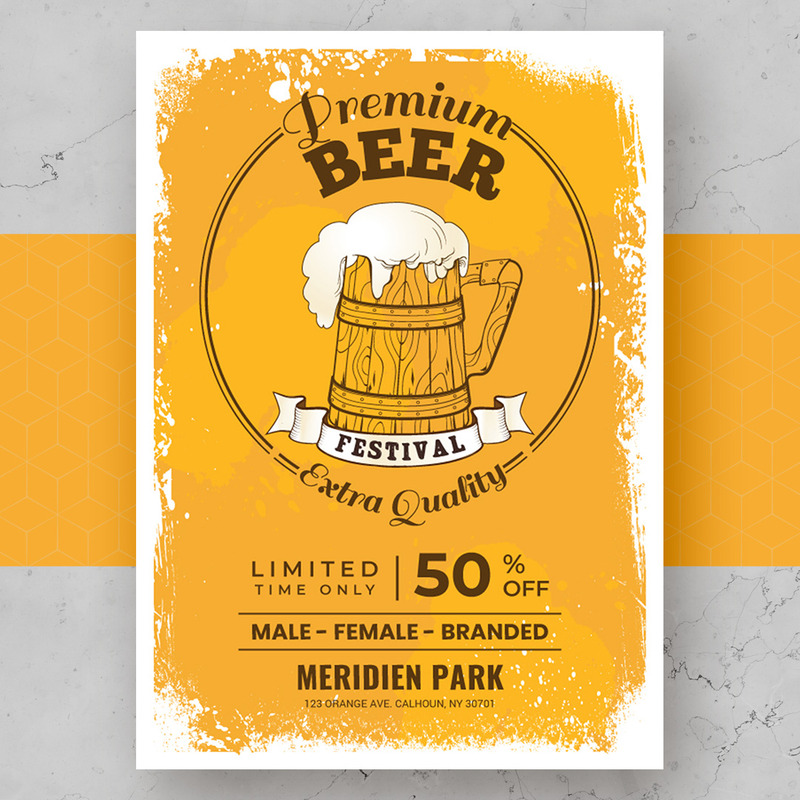 Premium
BEER
FESTIVAL
Extra Quality
LIMITED
TIME ONLY
50 % OFF
MALE - FEMALE - BRANDED
MERIDIEN PARK
123 ORANGE AVE. CALHOUN, NY 30701